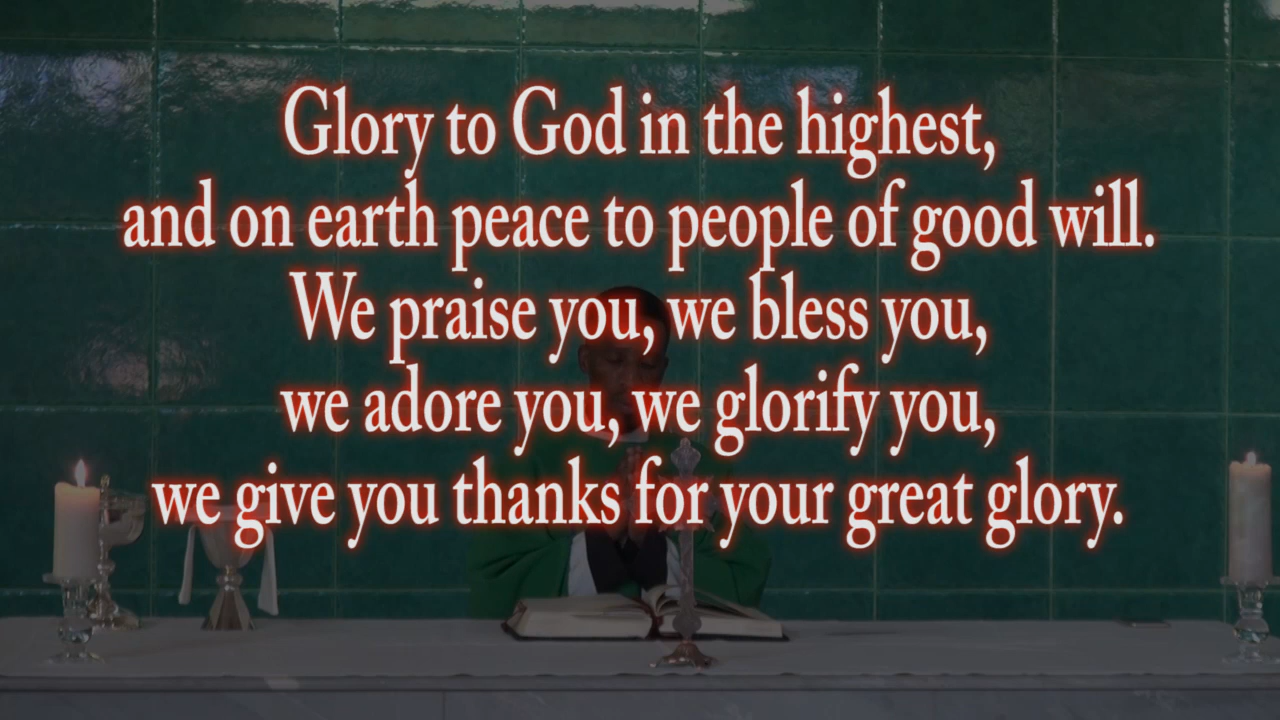 Glory to God in the highest,
and on earth peace to people of good will.
We praise you, we bless you,
we adore you, we glorify you,
we give you thanks for your great glory.